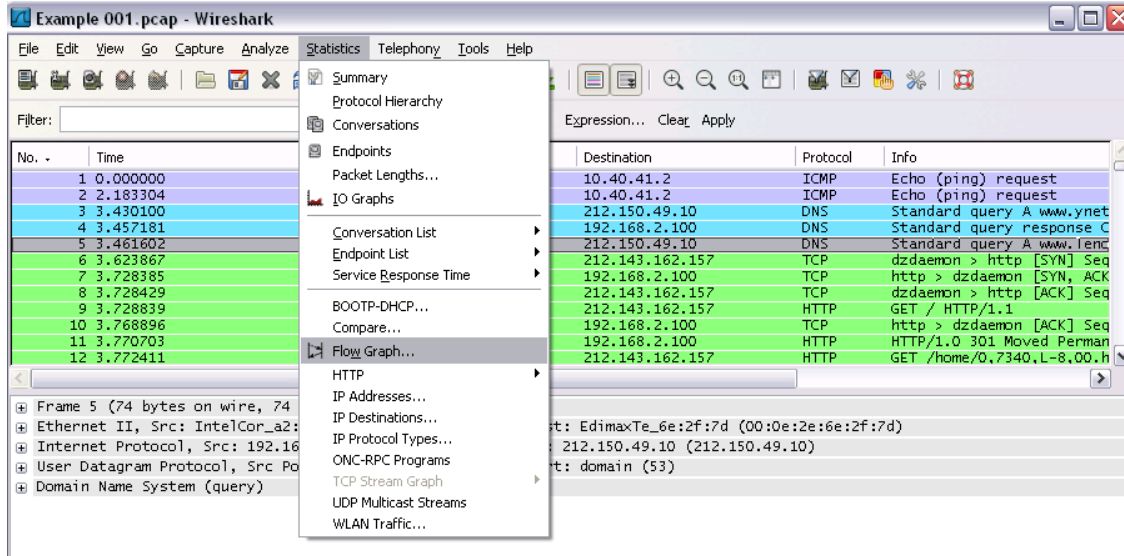 Example 001.pcap - Wireshark
File Edit View Go Capture Analyze Statistics Telephony Tools Help
Filter: Expression... Clear Apply
Summary
Protocol Hierarchy
Conversations
Endpoints
Packet Lengths...
IO Graphs
Conversation List
Endpoint List
Service Response Time
BOOTP-DHCP...
Compare...
Flow Graph...
HTTP
IP Addresses...
IP Destinations...
IP Protocol Types...
ONC-RPC Programs
TCP Stream Graph
UDP Multicast Streams
WLAN Traffic...
No. Time Destination Protocol Info
1 0.000000 10.40.41.2 ICMP Echo (ping) request
2 2.183304 10.40.41.2 ICMP Echo (ping) request
3 3.430100 212.150.49.10 DNS Standard query A www.ynet
4 3.457181 192.168.2.100 DNS Standard query response C
5 3.461602 212.150.49.10 DNS Standard query A
6 3.623867 212.143.162.157 TCP dzdaemon > http [SYN] Seq
7 3.728385 192.168.2.100 TCP http > dzdaemon [SYN, ACK
8 3.728429 212.143.162.157 TCP dzdaemon > http [ACK] Seq
9 3.728839 212.143.162.157 HTTP GET / HTTP/1.1
10 3.768896 192.168.2.100 TCP http > dzdaemon [ACK] Seq
11 3.770703 192.168.2.100 HTTP HTTP/1.0 301 Moved Perman
12 3.772411 212.143.162.157 HTTP GET /home/0,7340,L-8,00.h
Frame 5 (74 bytes on wire, 74
Ethernet II, Src: IntelCor_a2: st: EdimaxTe_6e:2f:7d (00:0e:2e:6e:2f:7d)
Internet Protocol, Src: 192.16 : 212.150.49.10 (212.150.49.10)
User Datagram Protocol, Src Po rt: domain (53)
Domain Name System (query)